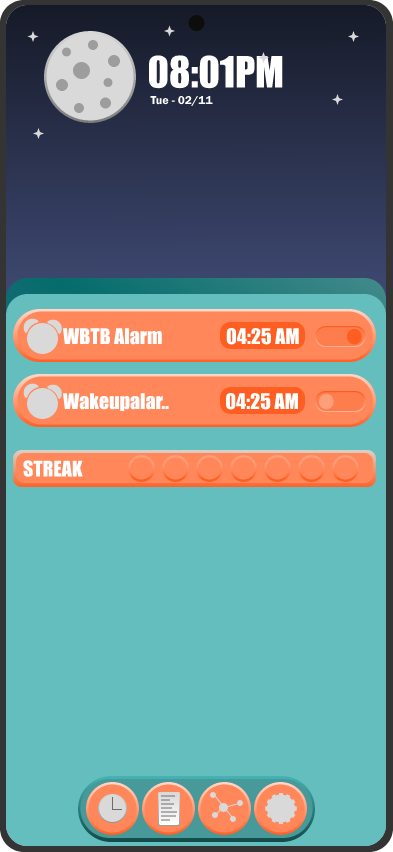 08:01PM
Tue - 02/11
WBTB Alarm 04:25 AM
Wakeupalar.. 04:25 AM
STREAK